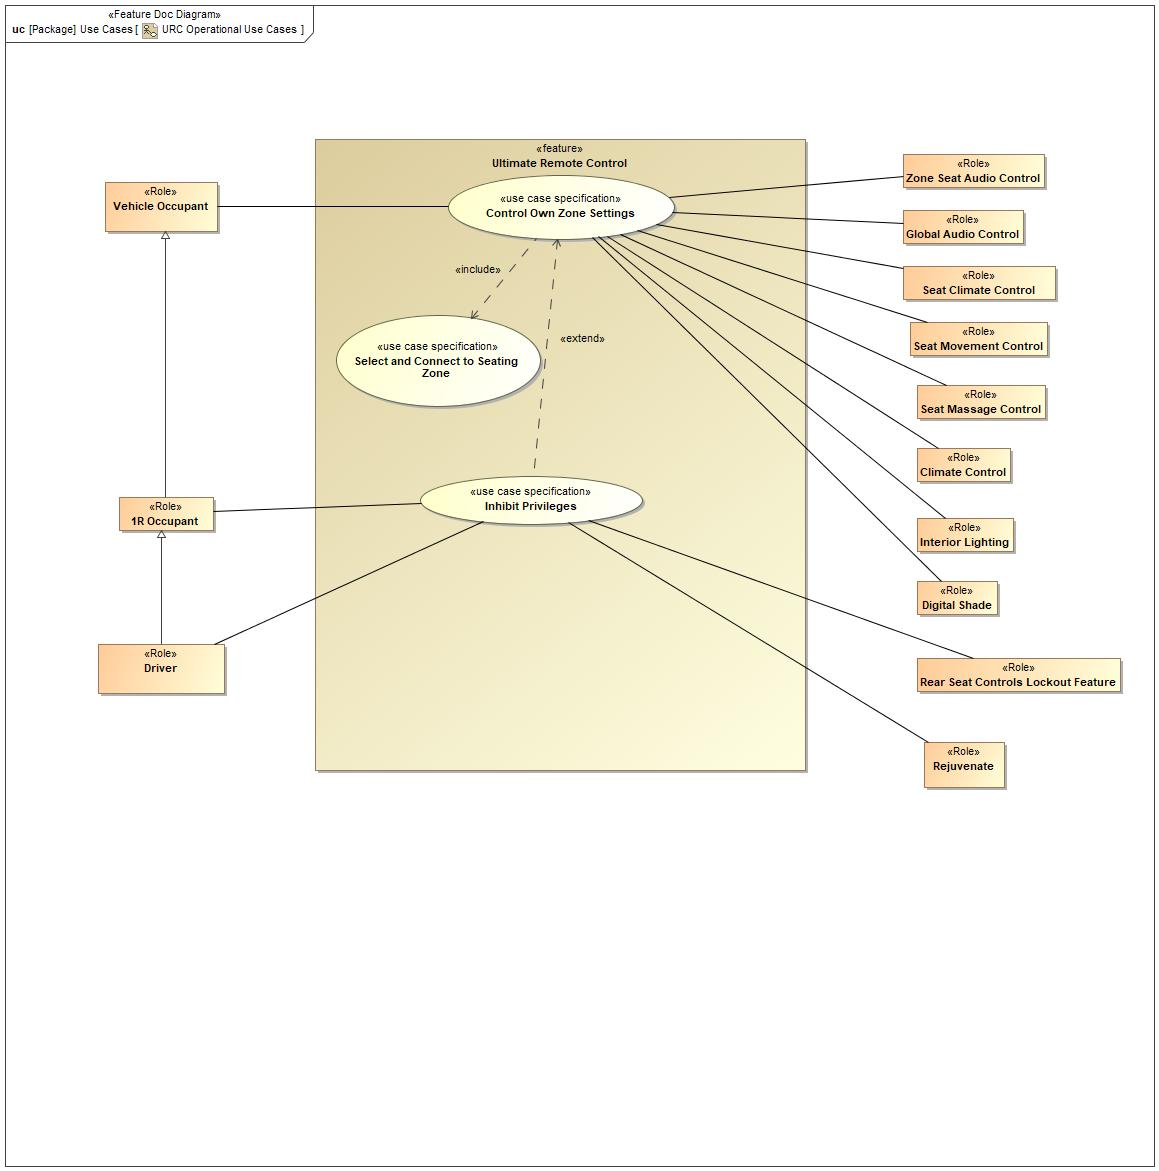 «Feature Doc Diagram»
uc [Package] Use Cases [ URC Operational Use Cases ]
«feature»
Ultimate Remote Control
«use case specification»
Control Own Zone Settings
«Role»
Vehicle Occupant
«include»
«use case specification»
Select and Connect to Seating
Zone
«extend»
«use case specification»
Inhibit Privileges
«Role»
1R Occupant
«Role»
Driver
«Role»
Zone Seat Audio Control
«Role»
Global Audio Control
«Role»
Seat Climate Control
«Role»
Seat Movement Control
«Role»
Seat Massage Control
«Role»
Climate Control
«Role»
Interior Lighting
«Role»
Digital Shade
«Role»
Rear Seat Controls Lockout Feature
«Role»
Rejuvenate